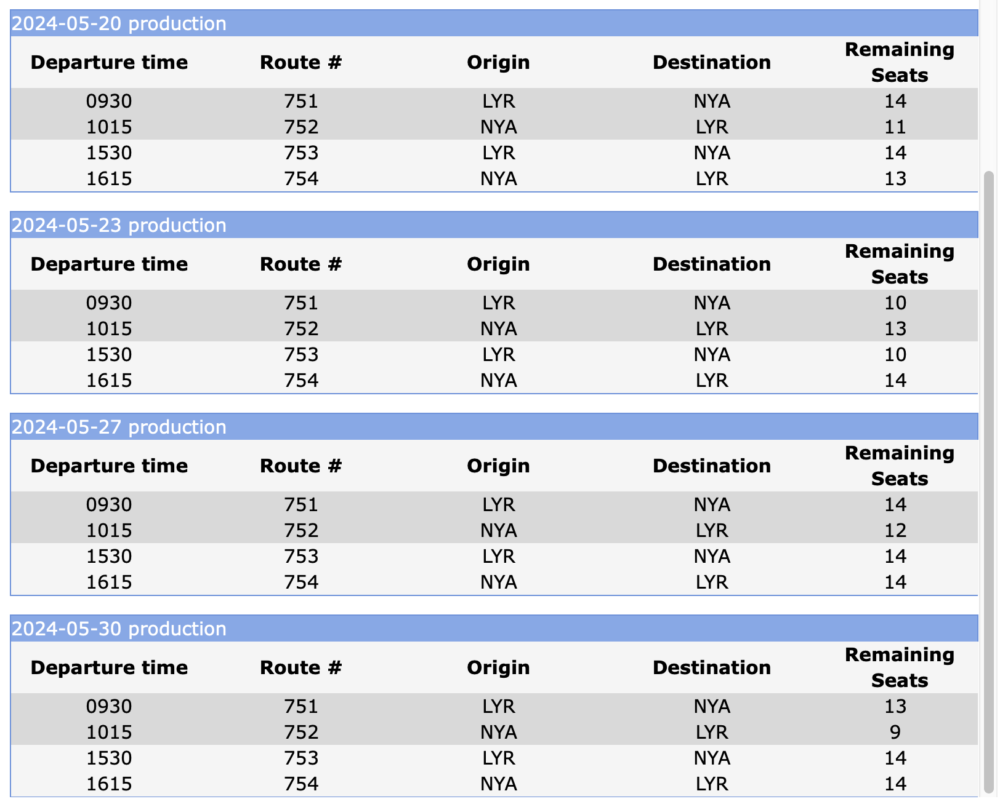 2024-05-20 production
Departure time Route # Origin Destination Remaining Seats
0930 751 LYR NYA 14
1015 752 NYA LYR 11
1530 753 LYR NYA 14
1615 754 NYA LYR 13
2024-05-23 production
Departure time Route # Origin Destination Remaining Seats
0930 751 LYR NYA 10
1015 752 NYA LYR 13
1530 753 LYR NYA 10
1615 754 NYA LYR 14
2024-05-27 production
Departure time Route # Origin Destination Remaining Seats
0930 751 LYR NYA 14
1015 752 NYA LYR 12
1530 753 LYR NYA 14
1615 754 NYA LYR 14
2024-05-30 production
Departure time Route # Origin Destination Remaining Seats
0930 751 LYR NYA 13
1015 752 NYA LYR 9
1530 753 LYR NYA 14
1615 754 NYA LYR 14